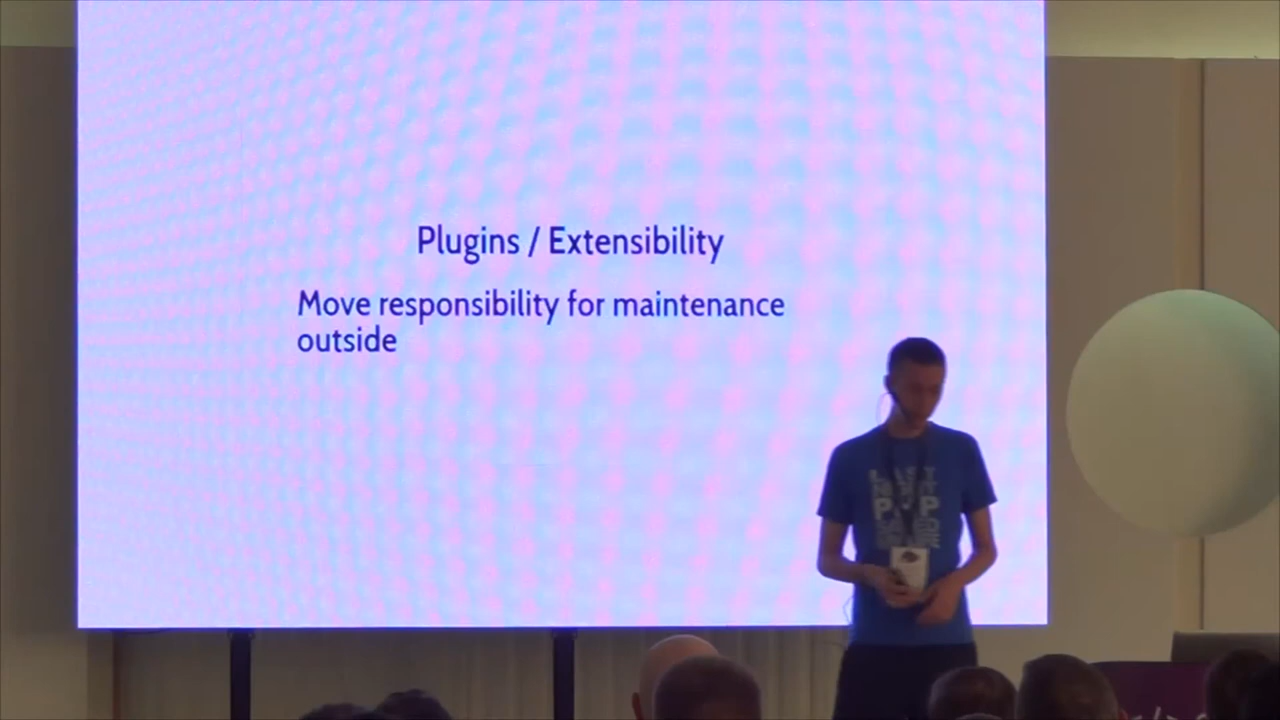 Plugins / Extensibility
Move responsibility for maintenance
outside